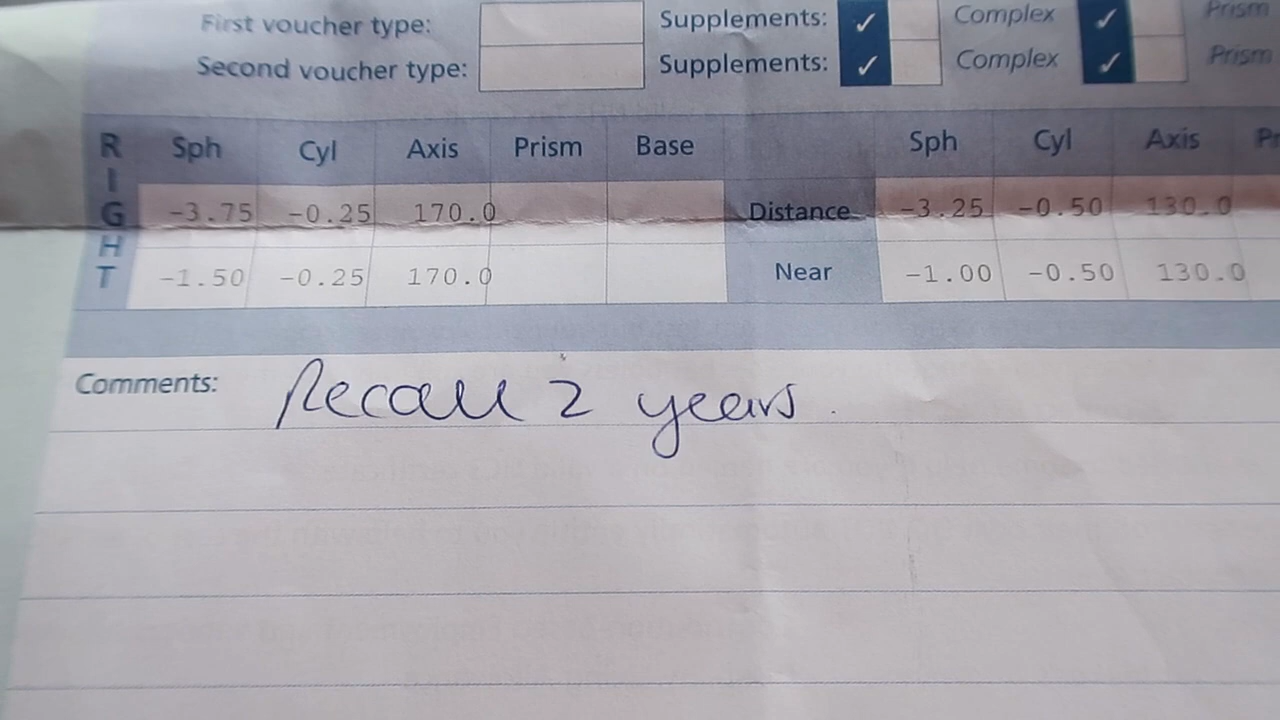 First voucher type: Supplements: ✓ Complex ✓ Prism
Second voucher type: Supplements: ✓ Complex ✓ Prism
RIGHT Sph Cyl Axis Prism Base Sph Cyl Axis
-3.75 -0.25 170.0 Distance -3.25 -0.50 130.0
-1.50 -0.25 170.0 Near -1.00 -0.50 130.0
Comments: Recall 2 years.